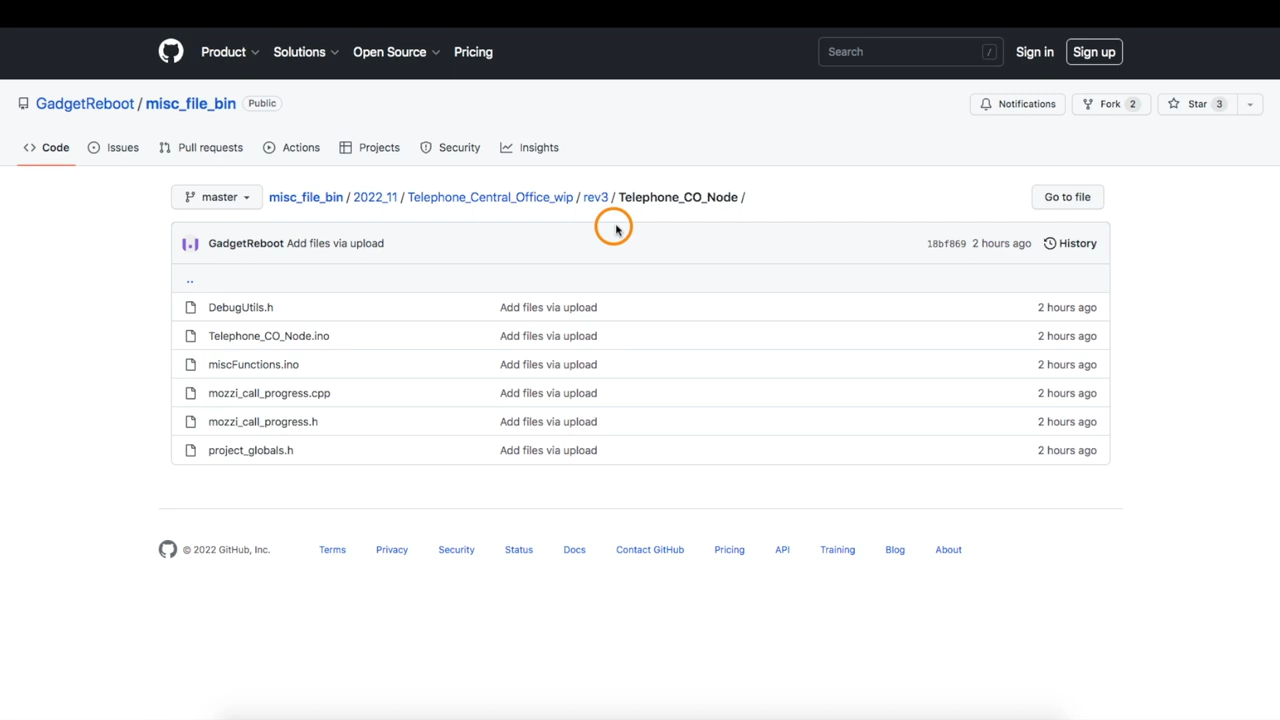 Product Solutions Open Source Pricing Search / Sign in Sign up
GadgetReboot / misc_file_bin Public Notifications Fork 2 Star 3
Code Issues Pull requests Actions Projects Security Insights
master misc_file_bin / 2022_11 / Telephone_Central_Office_wip / rev3 / Telephone_CO_Node / Go to file
GadgetReboot Add files via upload 18bf869 2 hours ago History
..
DebugUtils.h Add files via upload 2 hours ago
Telephone_CO_Node.ino Add files via upload 2 hours ago
miscFunctions.ino Add files via upload 2 hours ago
mozzi_call_progress.cpp Add files via upload 2 hours ago
mozzi_call_progress.h Add files via upload 2 hours ago
project_globals.h Add files via upload 2 hours ago
© 2022 GitHub, Inc. Terms Privacy Security Status Docs Contact GitHub Pricing API Training Blog About